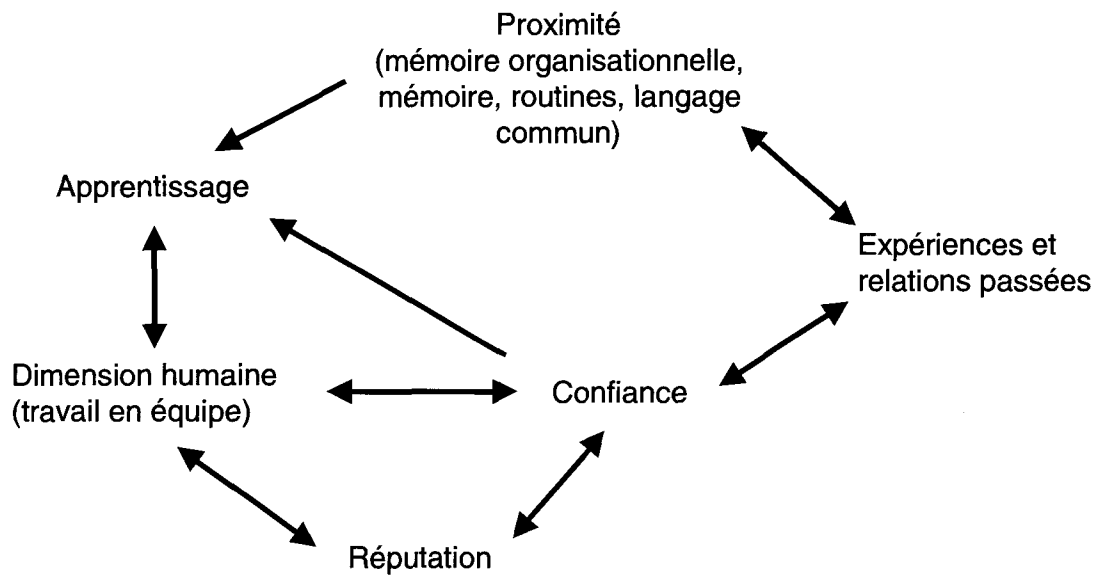 Proximité
(mémoire organisationnelle,
mémoire, routines, langage
commun)
Apprentissage
Expériences et
relations passées
Dimension humaine
(travail en équipe)
Confiance
Réputation